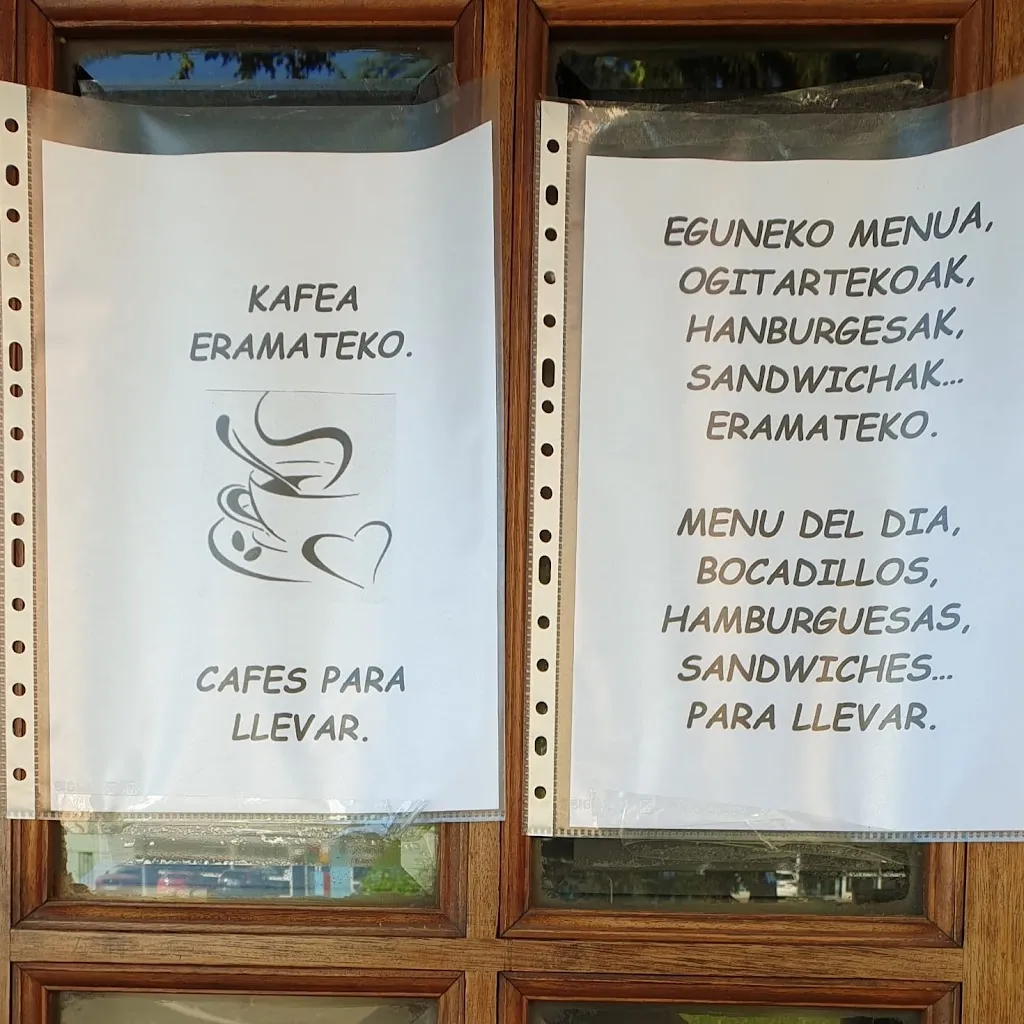 KAFEA
ERAMATEKO.
CAFES PARA
LLEVAR.
EGUNEKO MENUA,
OGITARTEKOAK,
HANBURGESAK,
SANDWICHAK...
ERAMATEKO.
MENU DEL DIA,
BOCADILLOS,
HAMBURGUESAS,
SANDWICHES...
PARA LLEVAR.